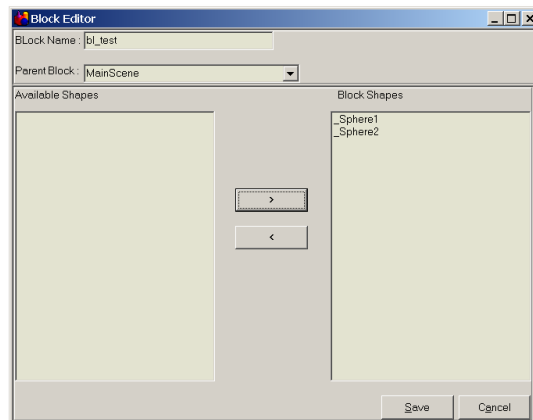 Block Editor
BLock Name : bl_test
Parent Block : MainScene
Available Shapes
Block Shapes
_Sphere1
_Sphere2
>
<
Save
Cancel